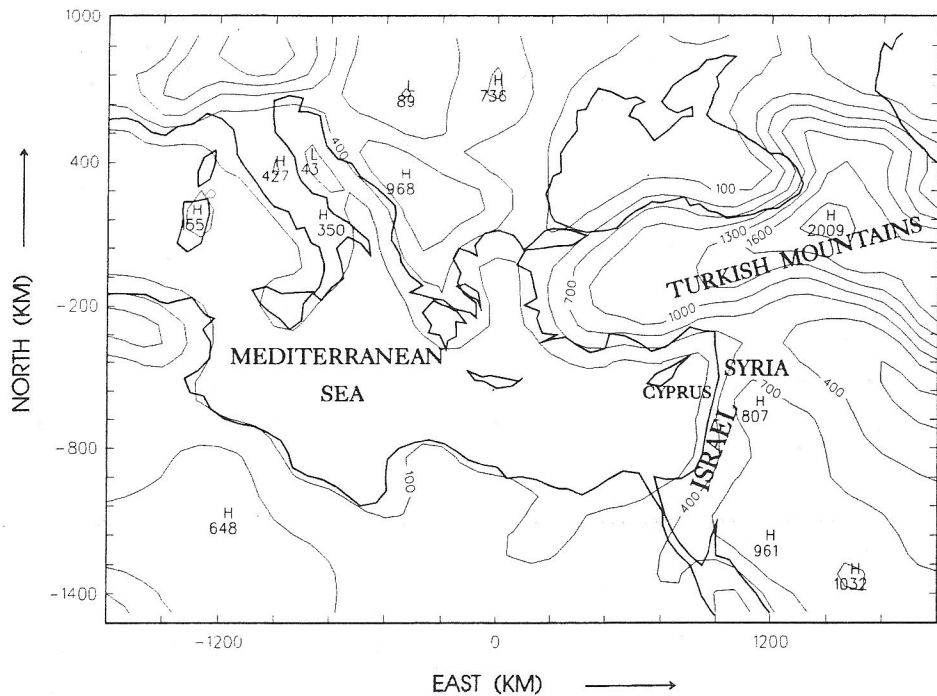 1000
L
89
H
736
400
400
L
43
H
427
H
968
100
H
165
H
350
H
2009
1300
1600
TURKISH MOUNTAINS
700
1000
-200
MEDITERRANEAN
SEA
CYPRUS
SYRIA
700
400
H
807
ISRAEL
-800
100
400
H
648
H
961
H
1032
-1400
-1200
0
1200
NORTH (KM)
EAST (KM)